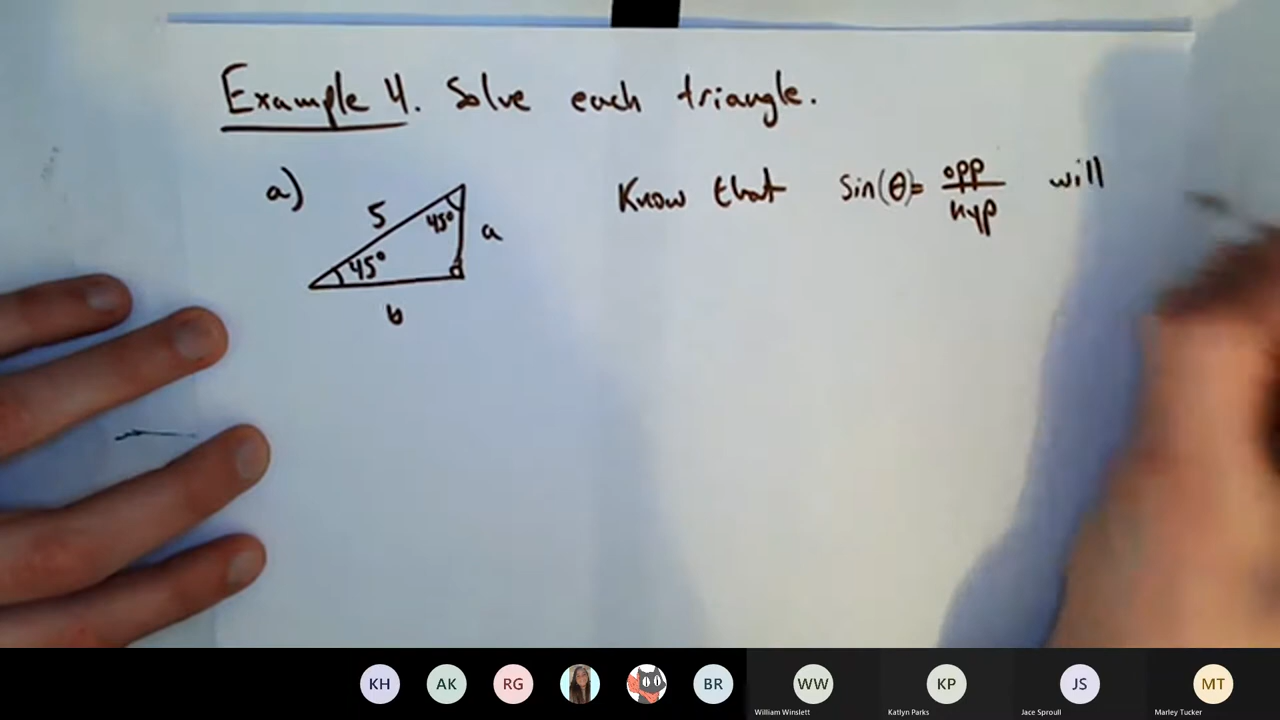 Example 4. Solve each triangle.
a)
5
45°
45°
a
b
Know that Sin(θ)= opp/hyp will
KH AK RG BR WW KP JS MT
William Winslett Katlyn Parks Jace Sproull Marley Tucker